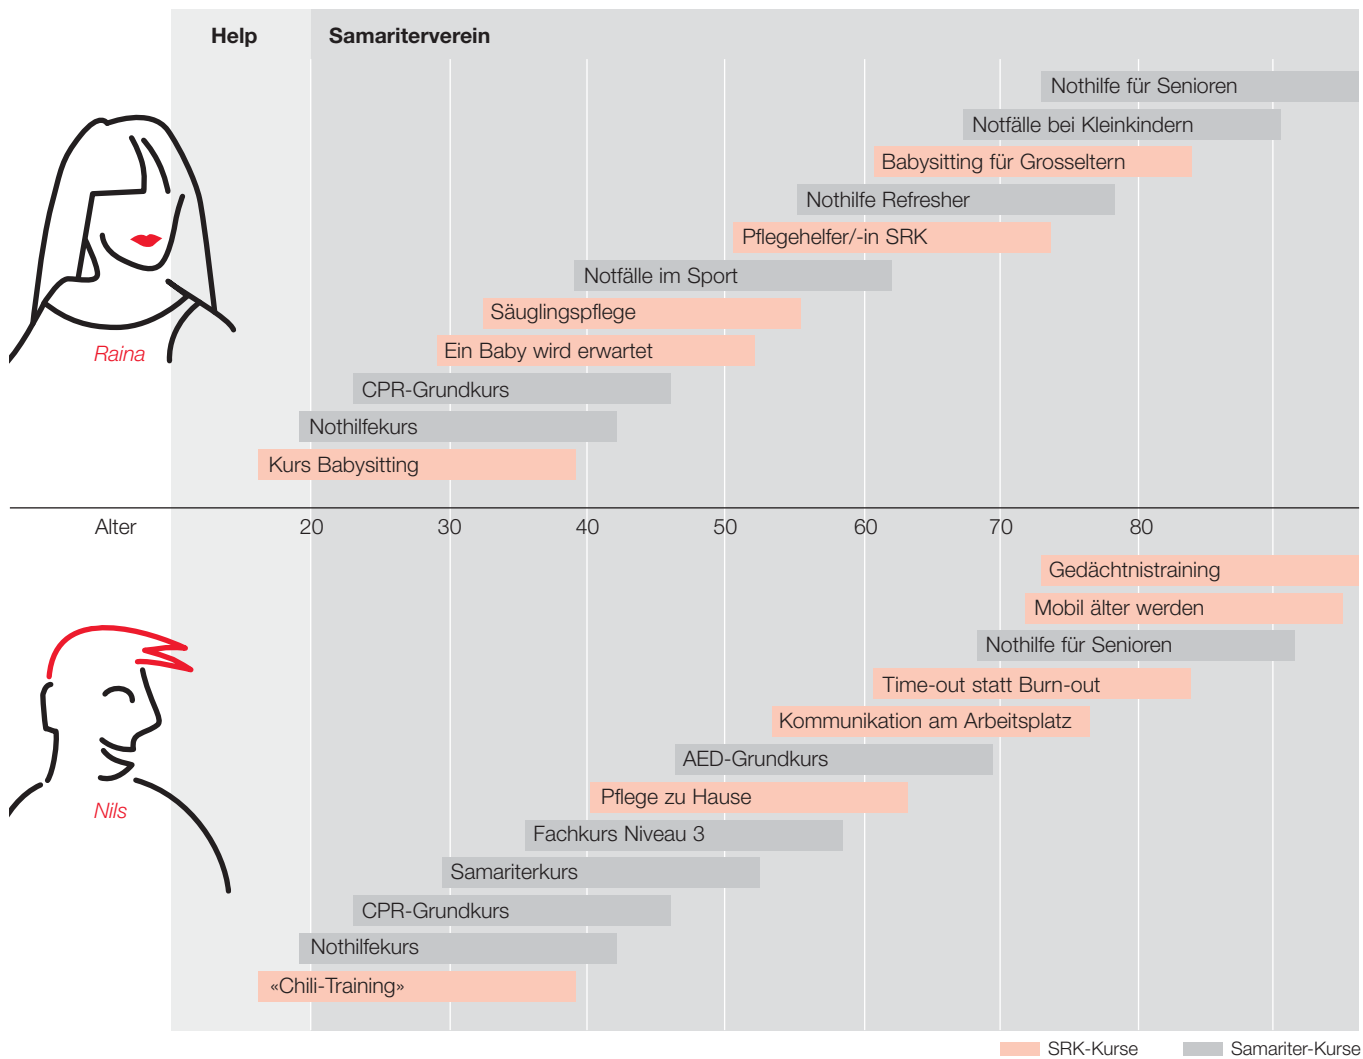 Help
Samariterverein
Nothilfe für Senioren
Notfälle bei Kleinkindern
Babysitting für Grosseltern
Nothilfe Refresher
Pflegehelfer/-in SRK
Notfälle im Sport
Säuglingspflege
Ein Baby wird erwartet
Raina
CPR-Grundkurs
Nothilfekurs
Kurs Babysitting
Alter 20 30 40 50 60 70 80
Gedächtnistraining
Mobil älter werden
Nothilfe für Senioren
Time-out statt Burn-out
Kommunikation am Arbeitsplatz
AED-Grundkurs
Pflege zu Hause
Nils
Fachkurs Niveau 3
Samariterkurs
CPR-Grundkurs
Nothilfekurs
«Chili-Training»
SRK-Kurse
Samariter-Kurse